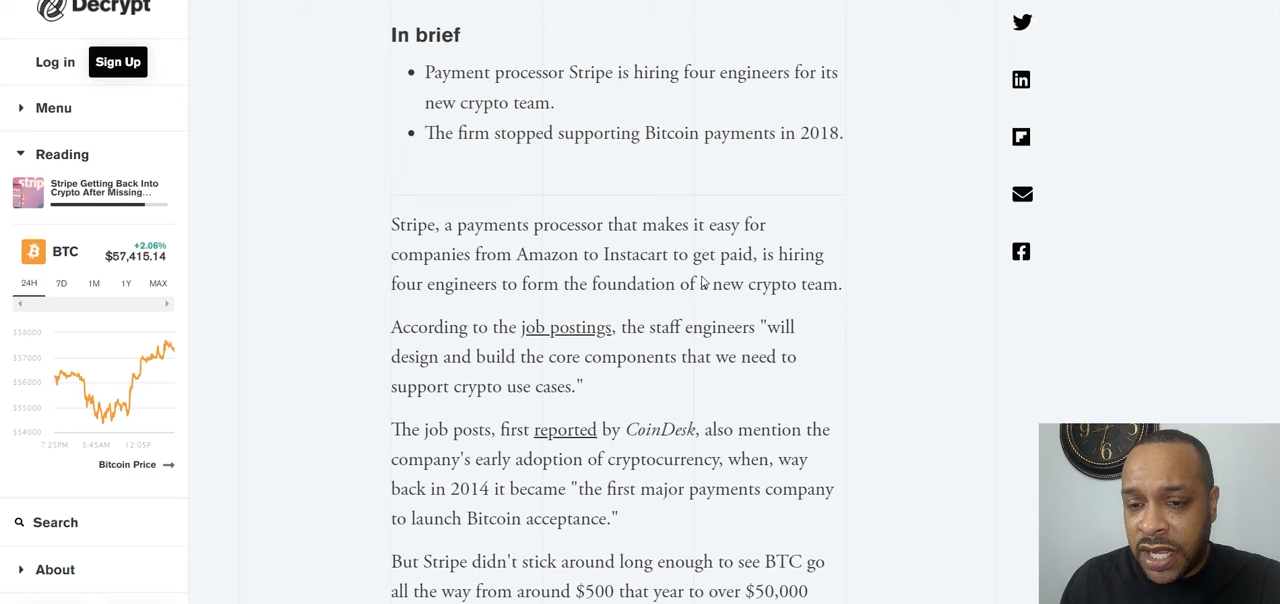 Decrypt
Log in
Sign Up
Menu
Reading
Stripe Getting Back Into
Crypto After Missing...
BTC
+2.06%
$57,415.14
24H 7D 1M 1Y MAX
$58000
$57000
$56000
$55000
$54000
7:25PM 3:45AM 12:05P
Bitcoin Price
Search
About
In brief
Payment processor Stripe is hiring four engineers for its
new crypto team.
The firm stopped supporting Bitcoin payments in 2018.
Stripe, a payments processor that makes it easy for
companies from Amazon to Instacart to get paid, is hiring
four engineers to form the foundation of a new crypto team.
According to the job postings, the staff engineers "will
design and build the core components that we need to
support crypto use cases."
The job posts, first reported by CoinDesk, also mention the
company's early adoption of cryptocurrency, when, way
back in 2014 it became "the first major payments company
to launch Bitcoin acceptance."
But Stripe didn't stick around long enough to see BTC go
all the way from around $500 that year to over $50,000